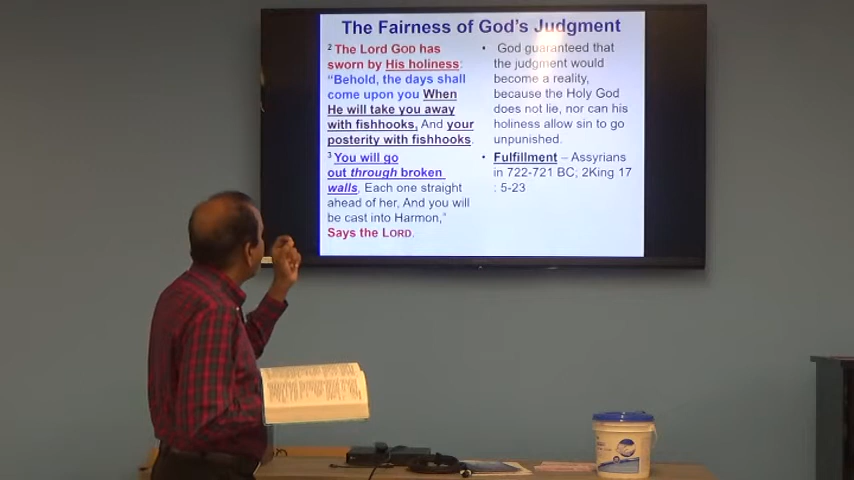 The Fairness of God's Judgment
2 The Lord GOD has
sworn by His holiness:
"Behold, the days shall
come upon you When
He will take you away
with fishhooks, And your
posterity with fishhooks.
3 You will go
out through broken
walls, Each one straight
ahead of her, And you will
be cast into Harmon,"
Says the LORD.
• God guaranteed that
the judgment would
become a reality,
because the Holy God
does not lie, nor can his
holiness allow sin to go
unpunished.
• Fulfillment – Assyrians
in 722-721 BC; 2King 17
: 5-23